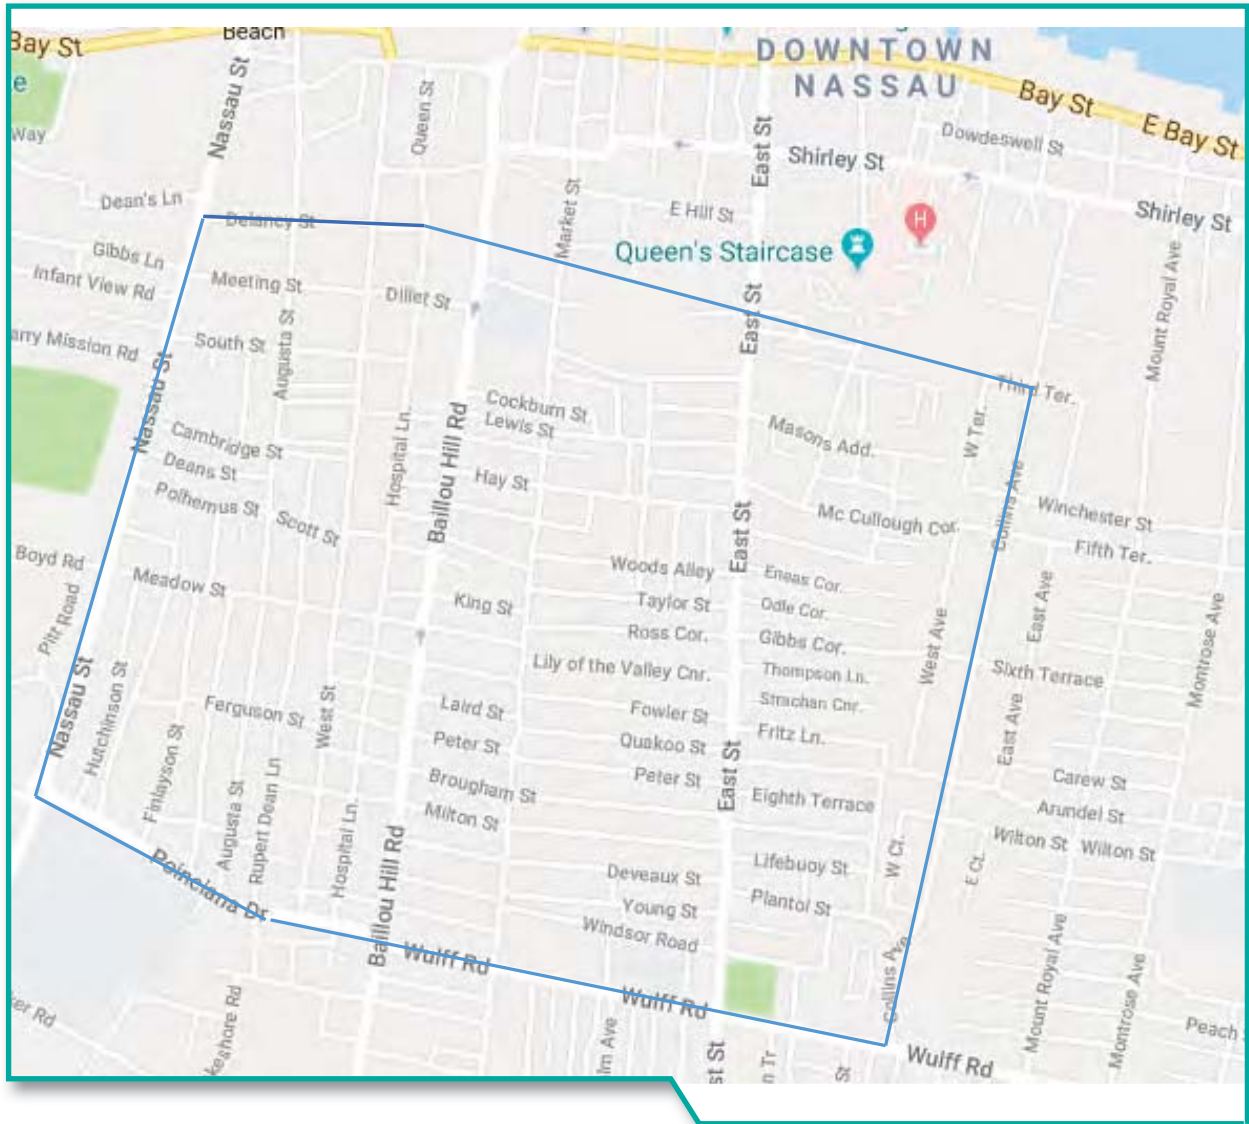 Bay St
Beach
DOWNTOWN
NASSAU
e
Bay St
E Bay St
Way
Nassau St
Queen St
East St
Shirley St
Dowdeswell St
Dean's Ln
Delancy St
Market St
E Hill St
H
Shirley St
Gibbs Ln
Queen's Staircase
Infant View Rd
Meeting St
Dillet St
East St
Mount Royal Ave
arry Mission Rd
South St
Augusta St
Nassau St
Third Ter.
Cockburn St
Lewis St
Hospital Ln.
Baillou Hill Rd
Masons Add.
W Ter.
Cambridge St
Deans St
Polhemus St
Scott St
Hay St
East St
Mc Cullough Cor.
Collins Ave
Winchester St
Fifth Ter.
Boyd Rd
Meadow St
Woods Alley
Eneas Cor.
Pitt Road
King St
Taylor St
Odle Cor.
East Ave
Ross Cor.
Gibbs Cor.
West Ave
Montrose Ave
Lily of the Valley Cnr.
Thompson Ln.
Sixth Terrace
Nassau St
Hutchinson St
Ferguson St
West St
Laird St
Fowler St
Strachan Cnr.
East Ave
Finlayson St
Peter St
Quakoo St
Fritz Ln.
Augusta St
Rupert Dean Ln
Brougham St
Peter St
East St
Eighth Terrace
Carew St
Hospital Ln.
Milton St
Arundel St
Wilton St
Wilton St
Poinciana Dr
Baillou Hill Rd
Deveaux St
Lifebuoy St
W Ct.
E Ct.
Young St
Plantol St
Windsor Road
Wulff Rd
Collins Ave
Mount Royal Ave
Montrose Ave
Wulff Rd
er Rd
keshore Rd
lm Ave
st St
n Tr
St
Wulff Rd
Peach